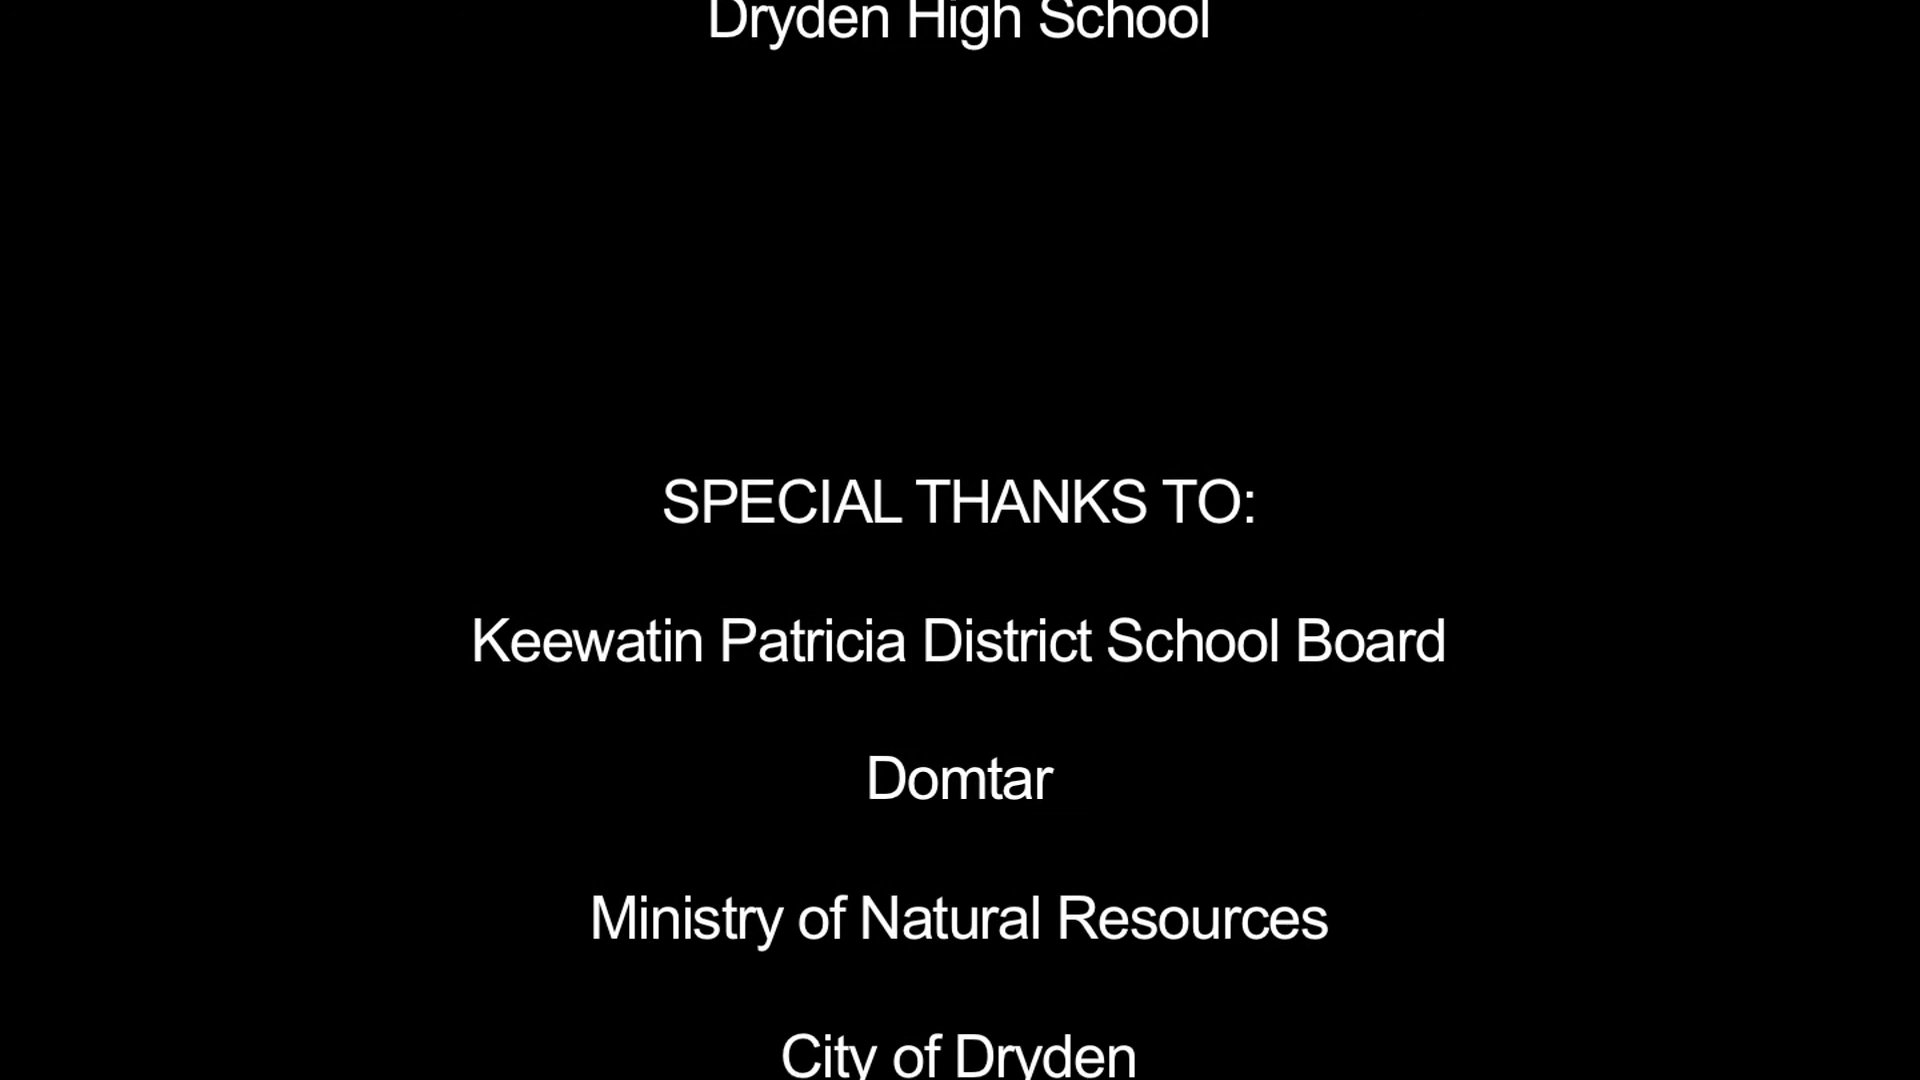 Dryden High School
SPECIAL THANKS TO:
Keewatin Patricia District School Board
Domtar
Ministry of Natural Resources
City of Dryden